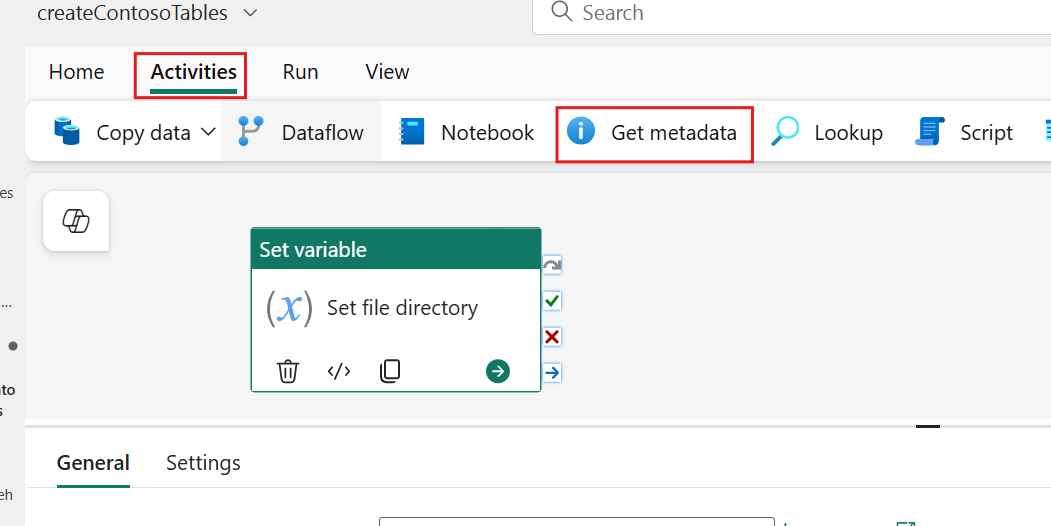 createContosoTables
Search
Home Activities Run View
Copy data Dataflow Notebook Get metadata Lookup Script
es
Set variable
(x) Set file directory
...
</>
to
s
General Settings
eh